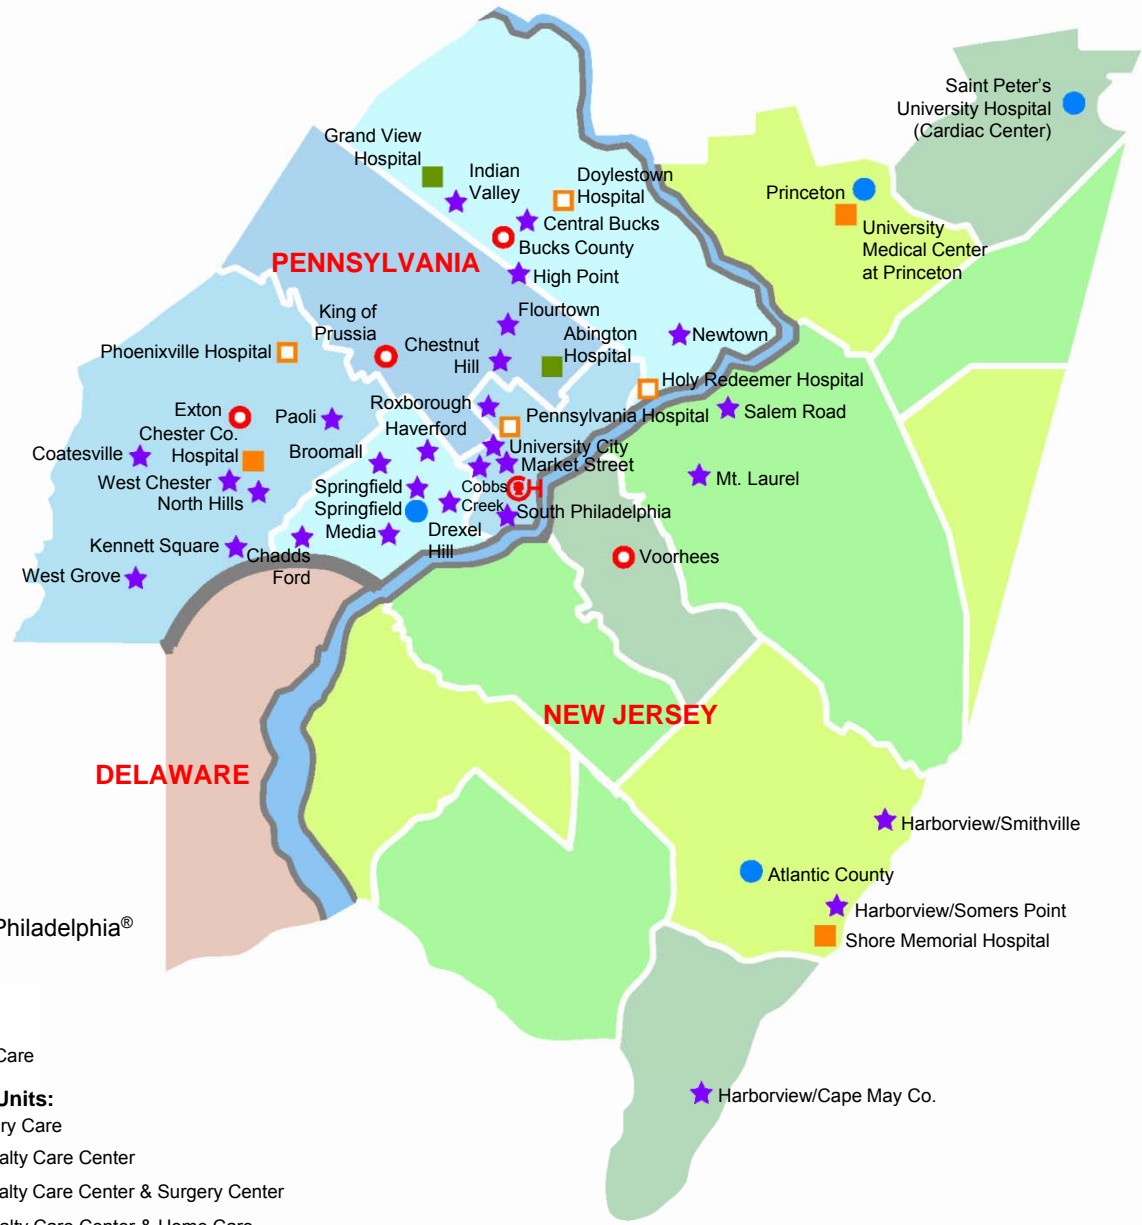 Saint Peter's
University Hospital
(Cardiac Center)
Grand View
Hospital
Indian
Valley
Doylestown
Hospital
Princeton
Central Bucks
University
Medical Center
at Princeton
Bucks County
PENNSYLVANIA
High Point
King of
Prussia
Flourtown
Phoenixville Hospital
Chestnut
Hill
Abington
Hospital
Newtown
Holy Redeemer Hospital
Exton
Paoli
Roxborough
Pennsylvania Hospital
Salem Road
Chester Co.
Hospital
Haverford
Coatesville
Broomall
University City
Market Street
West Chester
North Hills
Springfield
Cobbs
Creek
Mt. Laurel
Springfield
South Philadelphia
Media
Drexel
Hill
Kennett Square
Chadds
Ford
Voorhees
West Grove
NEW JERSEY
DELAWARE
Harborview/Smithville
Atlantic County
Harborview/Somers Point
Shore Memorial Hospital
Philadelphia®
Care
Units:
ry Care
Harborview/Cape May Co.
alty Care Center
alty Care Center & Surgery Center
alty Care Center & Home Care